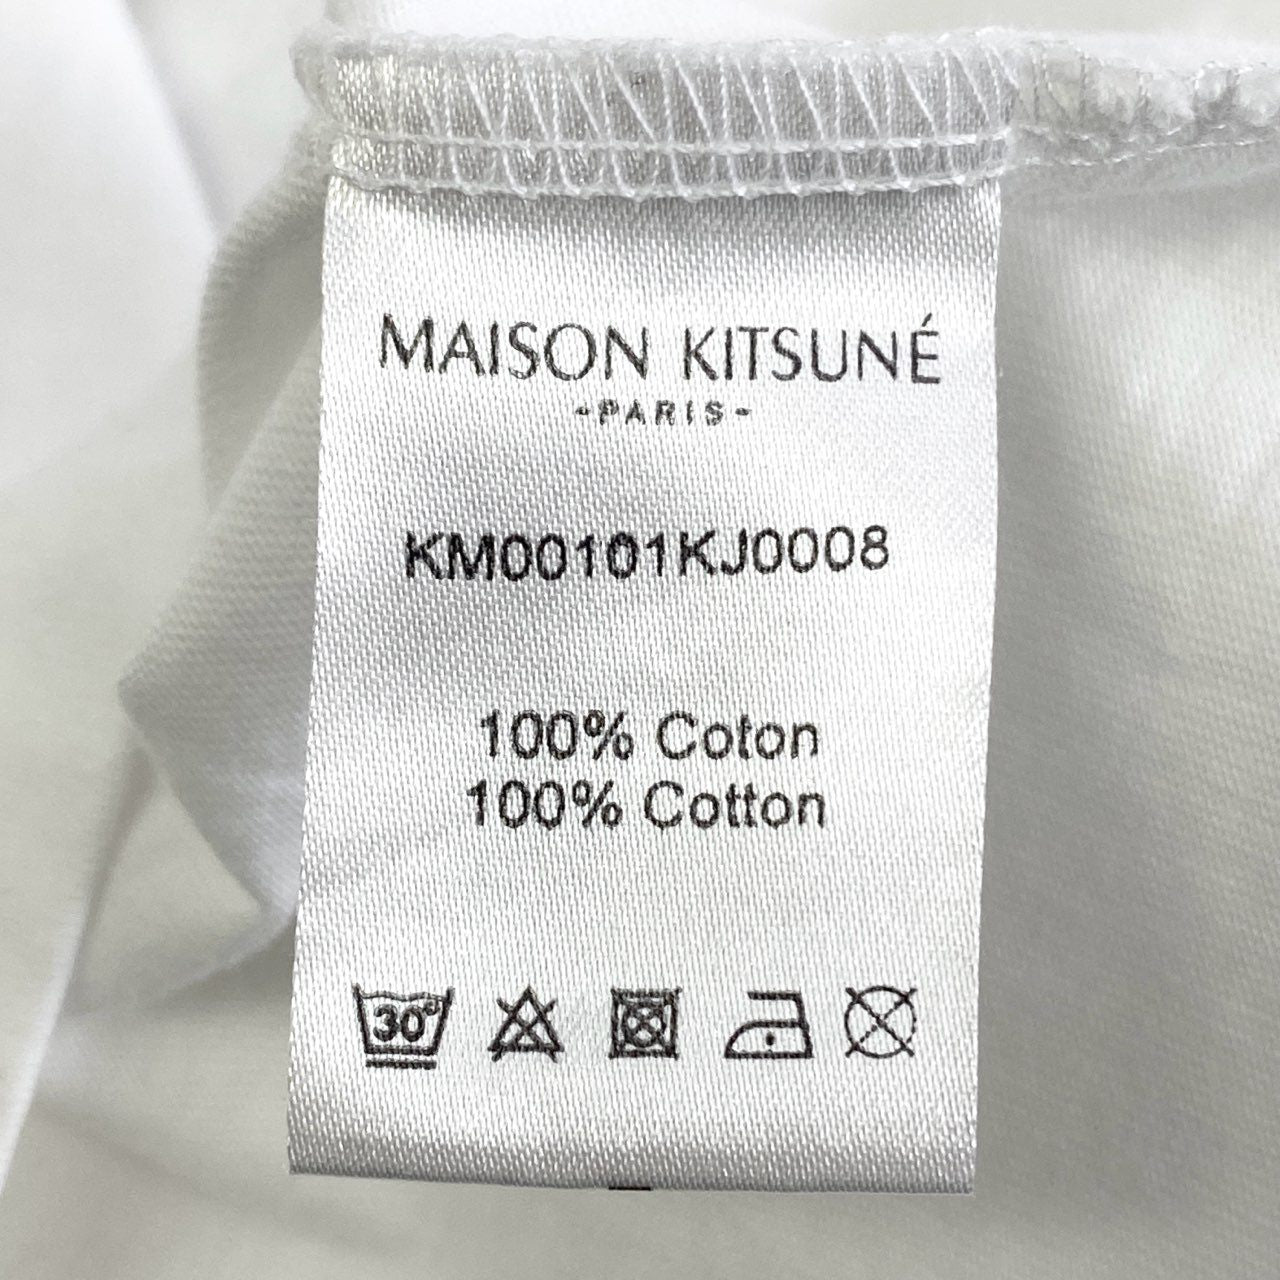 MAISON KITSUNÉ
-PARIS-
KM00101KJ0008
100% Coton
100% Cotton
30°